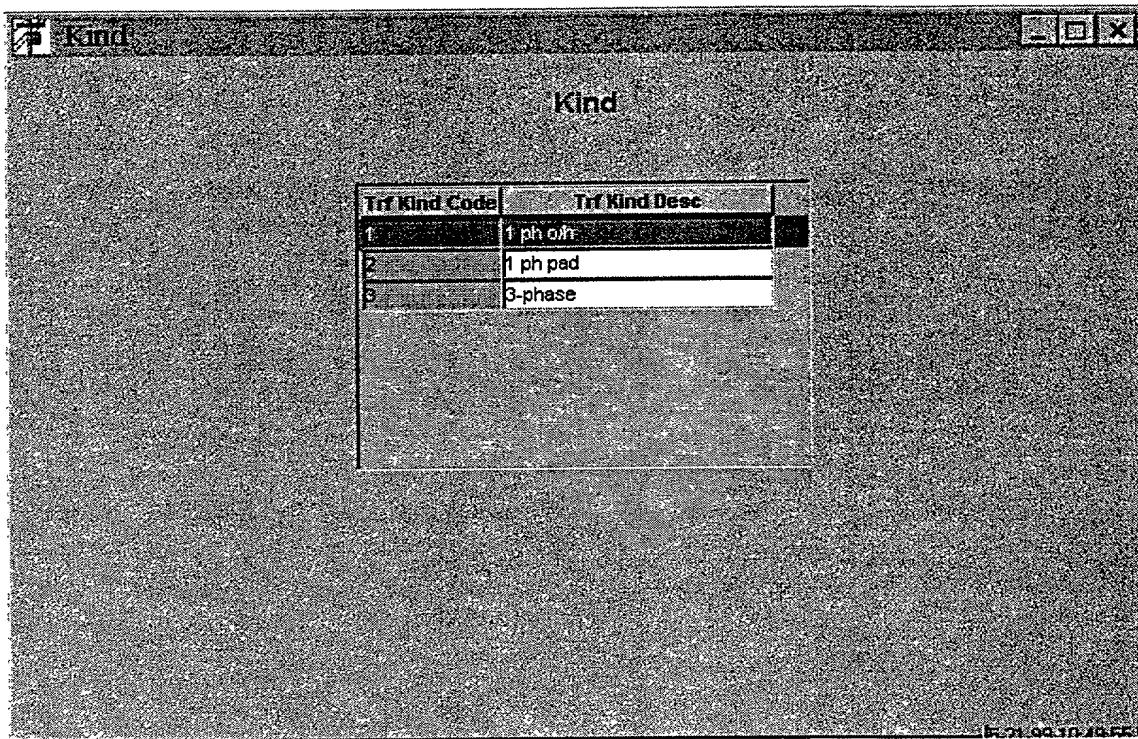 Kind
Kind
Trf Kind Code Trf Kind Desc
1 1 ph o/h
2 1 ph pad
3 3-phase